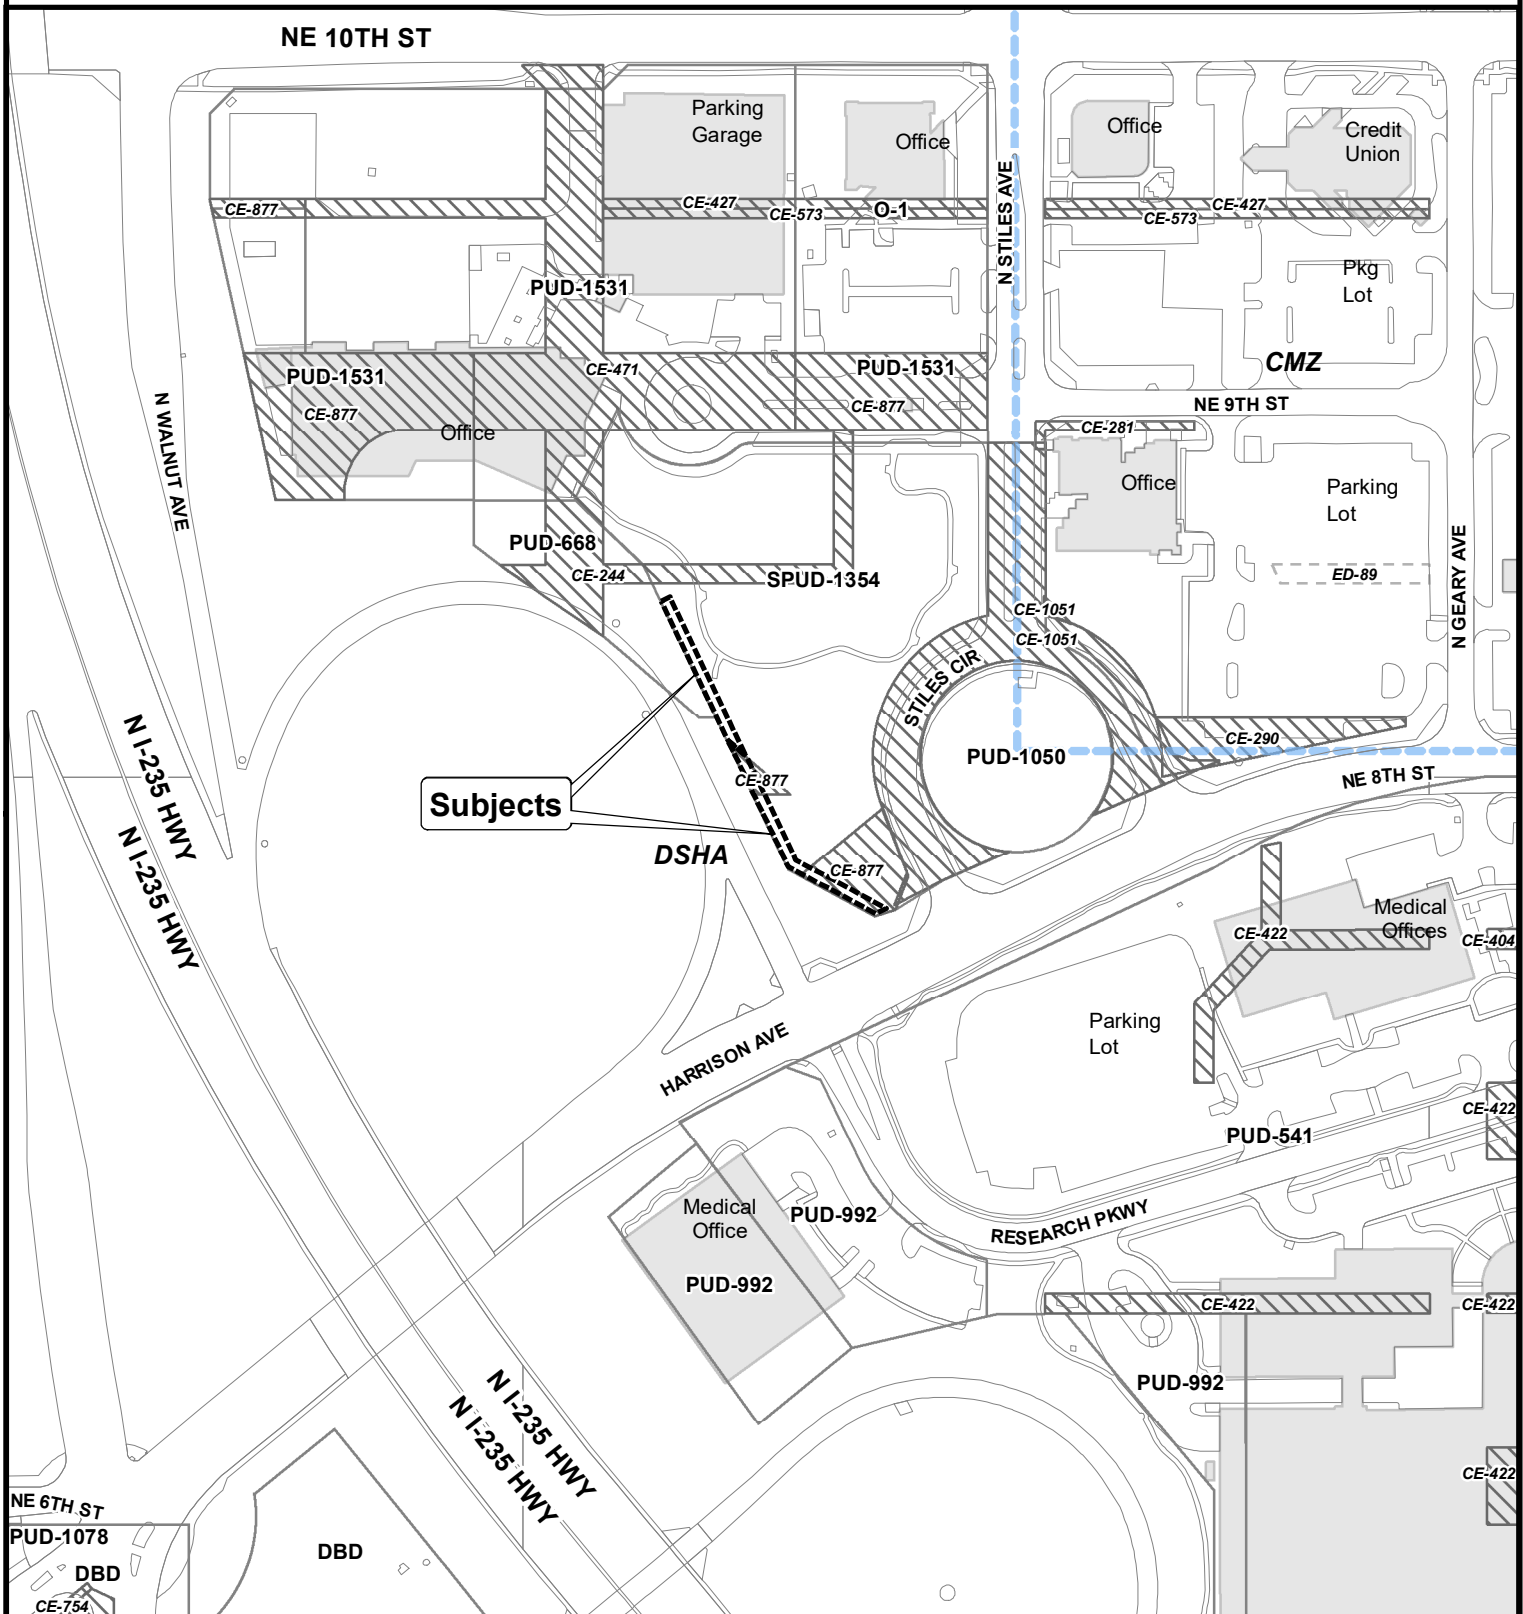 NE 10TH ST
Parking
Garage
Office
Office
Credit
Union
CE-877
CE-427
CE-573
O-1
CE-427
CE-573
N STILES AVE
PUD-1531
Pkg
Lot
CMZ
PUD-1531
CE-471
PUD-1531
CE-877
CE-877
NE 9TH ST
CE-281
Office
Office
N WALNUT AVE
Parking
Lot
PUD-668
CE-244
SPUD-1354
ED-89
N GEARY AVE
CE-1051
CE-1051
STILES CIR
CE-290
PUD-1050
CE-877
NE 8TH ST
Subjects
N I-235 HWY
N I-235 HWY
DSHA
CE-877
Medical
Offices
CE-422
CE-404
Parking
Lot
HARRISON AVE
CE-422
PUD-541
Medical
Office
PUD-992
RESEARCH PKWY
PUD-992
CE-422
CE-422
PUD-992
N I-235 HWY
N I-235 HWY
CE-422
NE 6TH ST
PUD-1078
DBD
DBD
CE-754